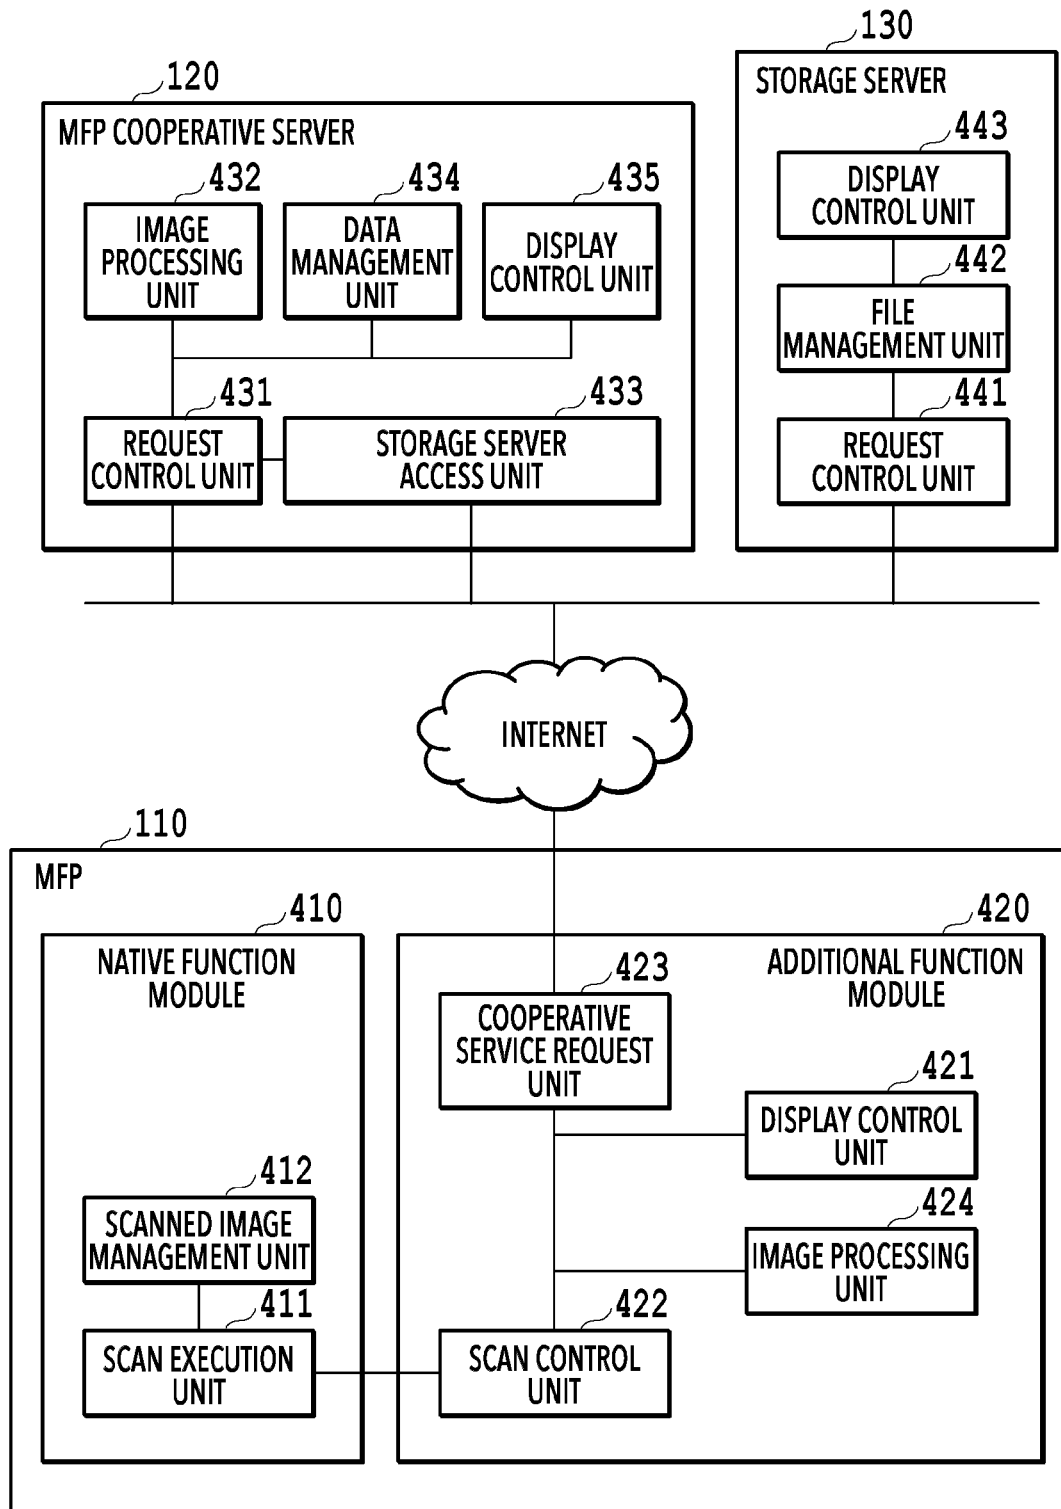 120
MFP COOPERATIVE SERVER
432
IMAGE
PROCESSING
UNIT
434
DATA
MANAGEMENT
UNIT
435
DISPLAY
CONTROL UNIT
431
REQUEST
CONTROL UNIT
433
STORAGE SERVER
ACCESS UNIT
130
STORAGE SERVER
443
DISPLAY
CONTROL UNIT
442
FILE
MANAGEMENT UNIT
441
REQUEST
CONTROL UNIT
INTERNET
110
MFP
410
NATIVE FUNCTION
MODULE
412
SCANNED IMAGE
MANAGEMENT UNIT
411
SCAN EXECUTION
UNIT
420
ADDITIONAL FUNCTION
MODULE
423
COOPERATIVE
SERVICE REQUEST
UNIT
421
DISPLAY CONTROL
UNIT
424
IMAGE PROCESSING
UNIT
422
SCAN CONTROL
UNIT